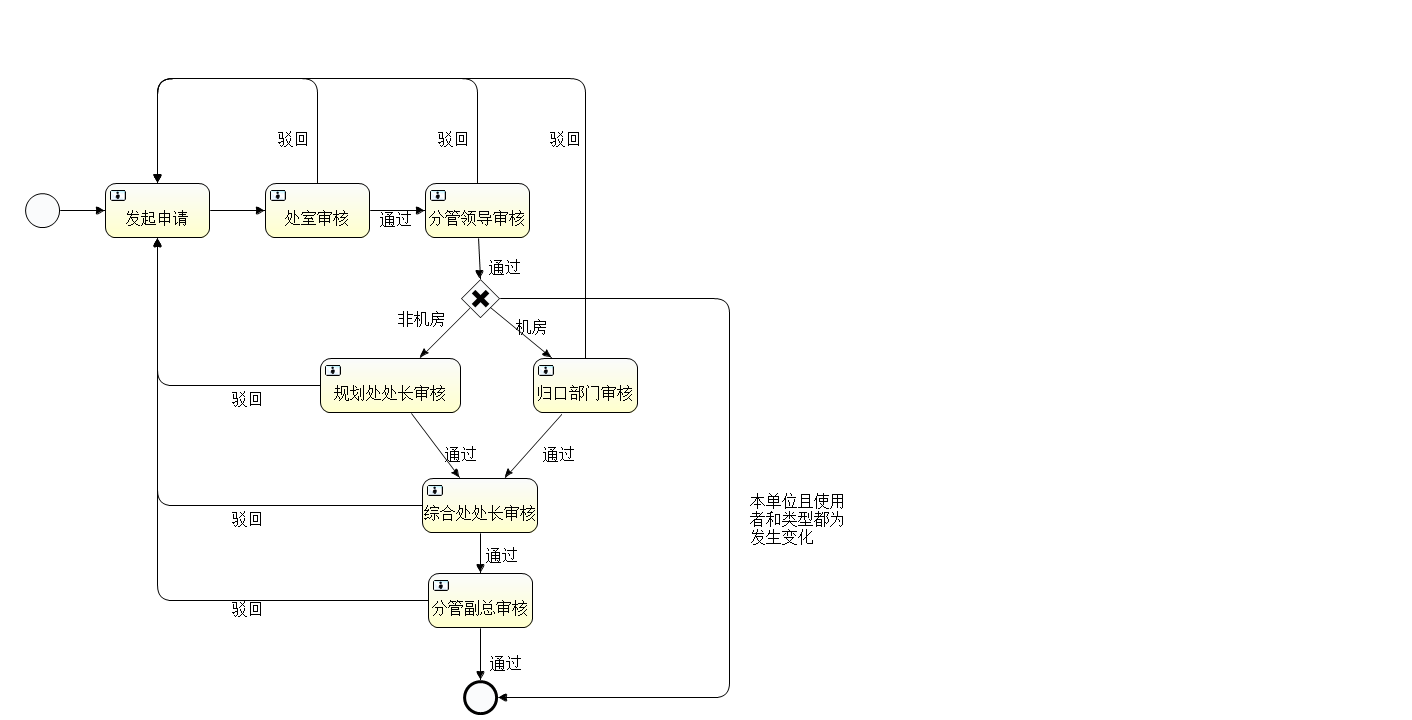 驳回
驳回
驳回
发起申请
处室审核
通过
分管领导审核
通过
非机房
机房
规划处处长审核
归口部门审核
驳回
通过
通过
本单位且使用
者和类型都为
发生变化
综合处处长审核
驳回
通过
分管副总审核
驳回
通过